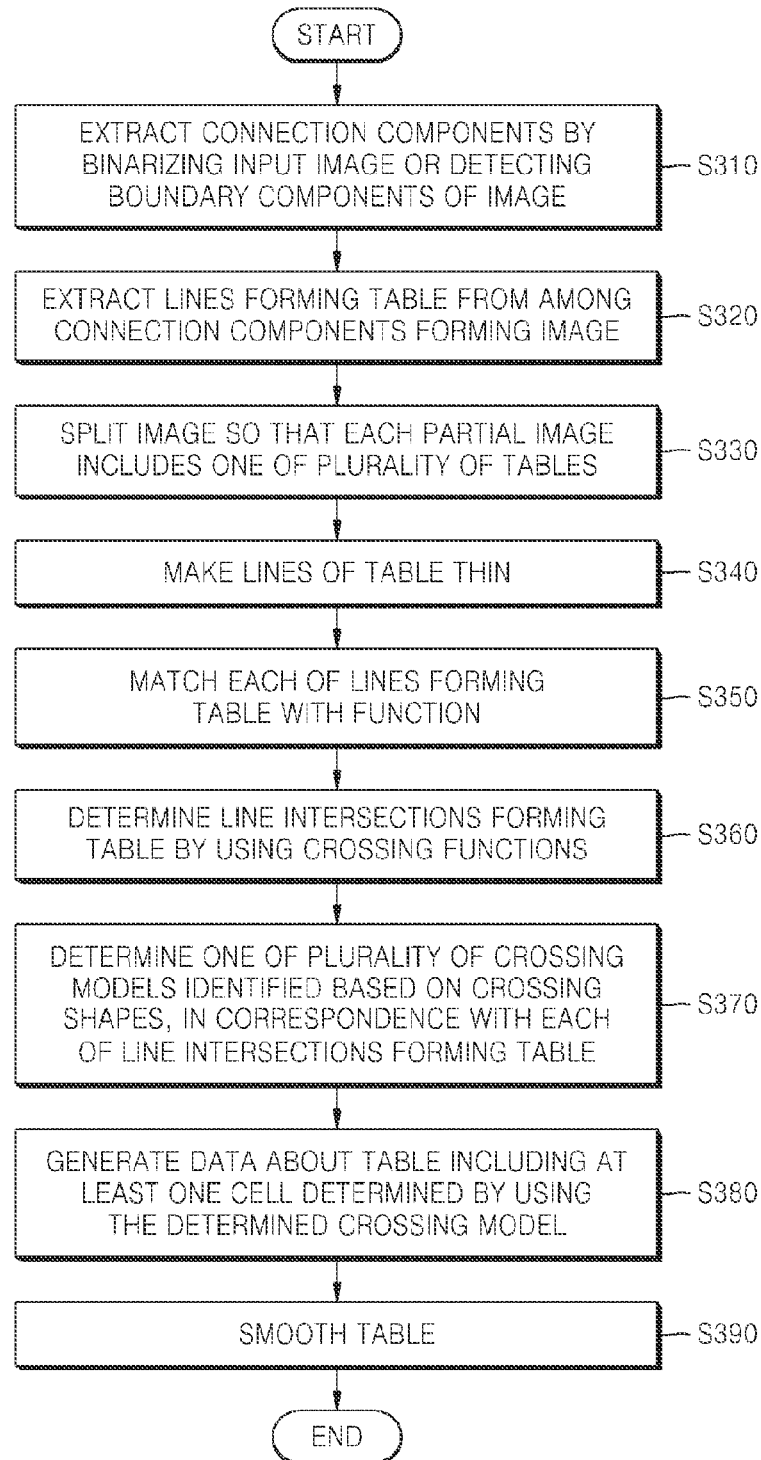 START
EXTRACT CONNECTION COMPONENTS BY
BINARIZING INPUT IMAGE OR DETECTING
BOUNDARY COMPONENTS OF IMAGE
S310
EXTRACT LINES FORMING TABLE FROM AMONG
CONNECTION COMPONENTS FORMING IMAGE
S320
SPLIT IMAGE SO THAT EACH PARTIAL IMAGE
INCLUDES ONE OF PLURALITY OF TABLES
S330
MAKE LINES OF TABLE THIN
S340
MATCH EACH OF LINES FORMING
TABLE WITH FUNCTION
S350
DETERMINE LINE INTERSECTIONS FORMING
TABLE BY USING CROSSING FUNCTIONS
S360
DETERMINE ONE OF PLURALITY OF CROSSING
MODELS IDENTIFIED BASED ON CROSSING
SHAPES, IN CORRESPONDENCE WITH EACH
OF LINE INTERSECTIONS FORMING TABLE
S370
GENERATE DATA ABOUT TABLE INCLUDING AT
LEAST ONE CELL DETERMINED BY USING
THE DETERMINED CROSSING MODEL
S380
SMOOTH TABLE
S390
END